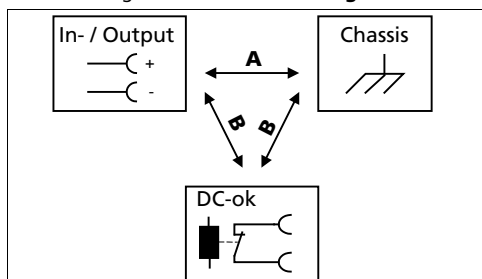 In- / Output
+
-
Chassis
A
B
B
DC-ok